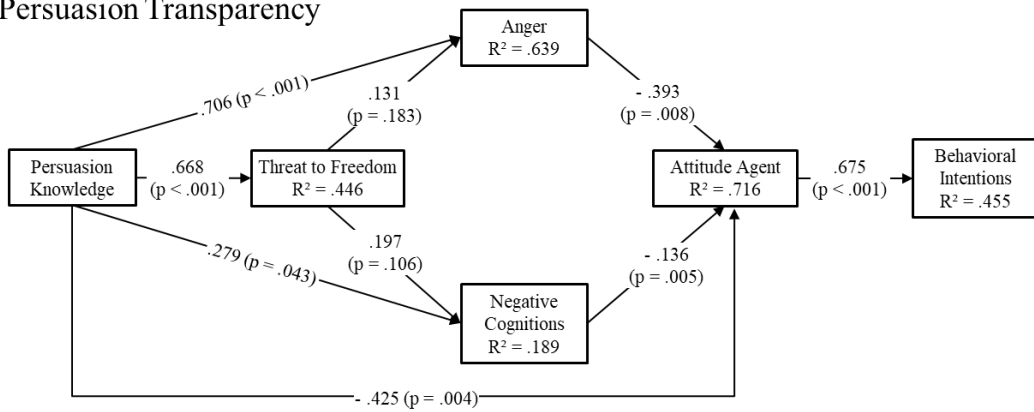 Persuasion Transparency
Anger
R² = .639
.706 (p < .001)
.131
(p = .183)
- .393
(p = .008)
Persuasion
Knowledge
.668
(p < .001)
Threat to Freedom
R² = .446
Attitude Agent
R² = .716
.675
(p < .001)
Behavioral
Intentions
R² = .455
.279 (p = .043)
.197
(p = .106)
- .136
(p = .005)
Negative
Cognitions
R² = .189
- .425 (p = .004)